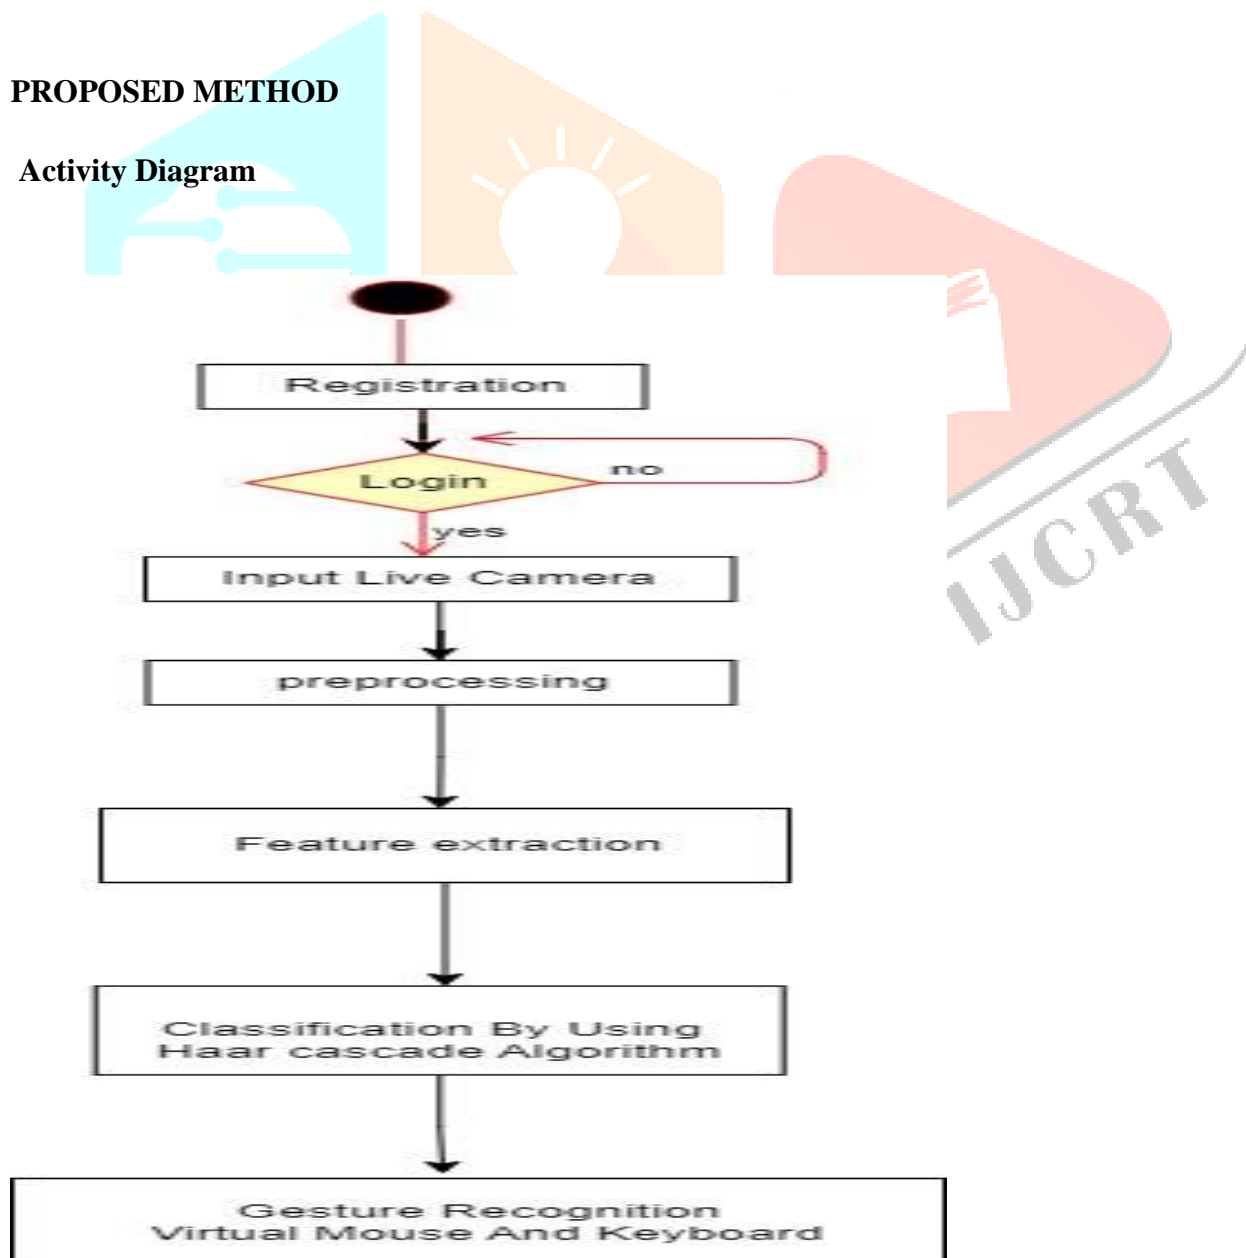 PROPOSED METHOD
Activity Diagram
Registration
Login
no
yes
Input Live Camera
preprocessing
Feature extraction
Classification By Using
Haar cascade Algorithm
Gesture Recognition
Virtual Mouse And Keyboard
IJCRT